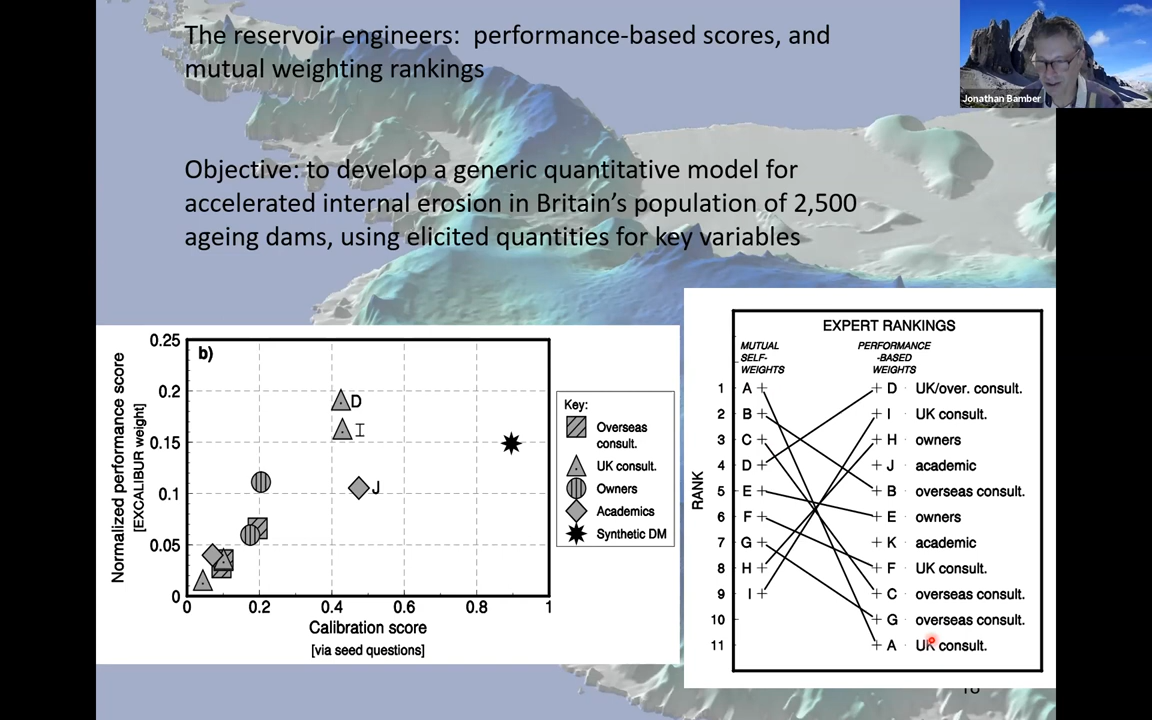 The reservoir engineers: performance-based scores, and
mutual weighting rankings
Jonathan Bamber
Objective: to develop a generic quantitative model for
accelerated internal erosion in Britain's population of 2,500
ageing dams, using elicited quantities for key variables
b)
Normalized performance score
[EXCALIBUR weight]
0.25
0.2
0.15
0.1
0.05
0
D
I
J
0 0.2 0.4 0.6 0.8 1
Calibration score
[via seed questions]
Key:
Overseas
consult.
UK consult.
Owners
Academics
Synthetic DM
EXPERT RANKINGS
MUTUAL
SELF-
WEIGHTS
PERFORMANCE
-BASED
WEIGHTS
RANK
1 A D UK/over. consult.
2 B I UK consult.
3 C H owners
4 D J academic
5 E B overseas consult.
6 F E owners
7 G K academic
8 H F UK consult.
9 I C overseas consult.
10 G overseas consult.
11 A UK consult.